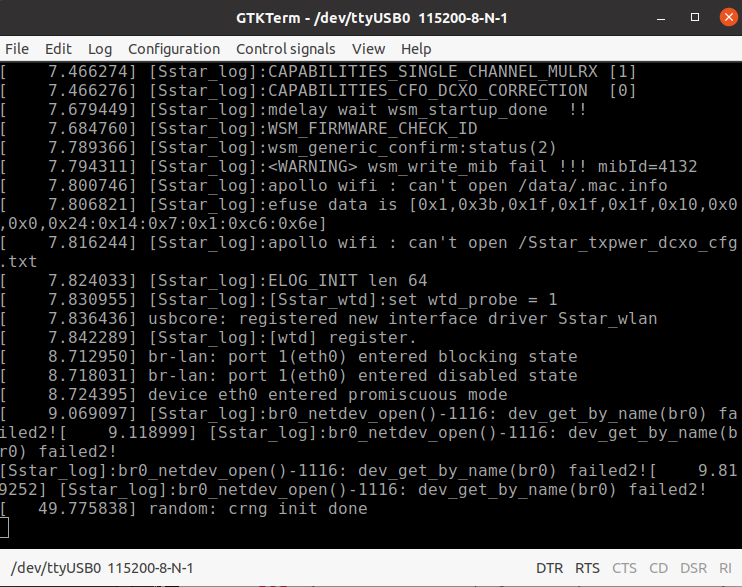 GTKTerm - /dev/ttyUSB0  115200-8-N-1
File Edit Log Configuration Control signals View Help
[    7.466274] [Sstar_log]:CAPABILITIES_SINGLE_CHANNEL_MULRX [1]
[    7.466276] [Sstar_log]:CAPABILITIES_CFO_DCXO_CORRECTION  [0]
[    7.679449] [Sstar_log]:mdelay wait wsm_startup_done  !!
[    7.684760] [Sstar_log]:WSM_FIRMWARE_CHECK_ID
[    7.789366] [Sstar_log]:wsm_generic_confirm:status(2)
[    7.794311] [Sstar_log]:<WARNING> wsm_write_mib fail !!! mibId=4132
[    7.800746] [Sstar_log]:apollo wifi : can't open /data/.mac.info
[    7.806821] [Sstar_log]:efuse data is [0x1,0x3b,0x1f,0x1f,0x1f,0x10,0x0
,0x0,0x24:0x14:0x7:0x1:0xc6:0x6e]
[    7.816244] [Sstar_log]:apollo wifi : can't open /Sstar_txpwer_dcxo_cfg
.txt
[    7.824033] [Sstar_log]:ELOG_INIT len 64
[    7.830955] [Sstar_log]:[Sstar_wtd]:set wtd_probe = 1
[    7.836436] usbcore: registered new interface driver Sstar_wlan
[    7.842289] [Sstar_log]:[wtd] register.
[    8.712950] br-lan: port 1(eth0) entered blocking state
[    8.718031] br-lan: port 1(eth0) entered disabled state
[    8.724395] device eth0 entered promiscuous mode
[    9.069097] [Sstar_log]:br0_netdev_open()-1116: dev_get_by_name(br0) fa
iled2![    9.118999] [Sstar_log]:br0_netdev_open()-1116: dev_get_by_name(b
r0) failed2!
[Sstar_log]:br0_netdev_open()-1116: dev_get_by_name(br0) failed2![    9.81
9252] [Sstar_log]:br0_netdev_open()-1116: dev_get_by_name(br0) failed2!
[   49.775838] random: crng init done
/dev/ttyUSB0  115200-8-N-1 DTR RTS CTS CD DSR RI